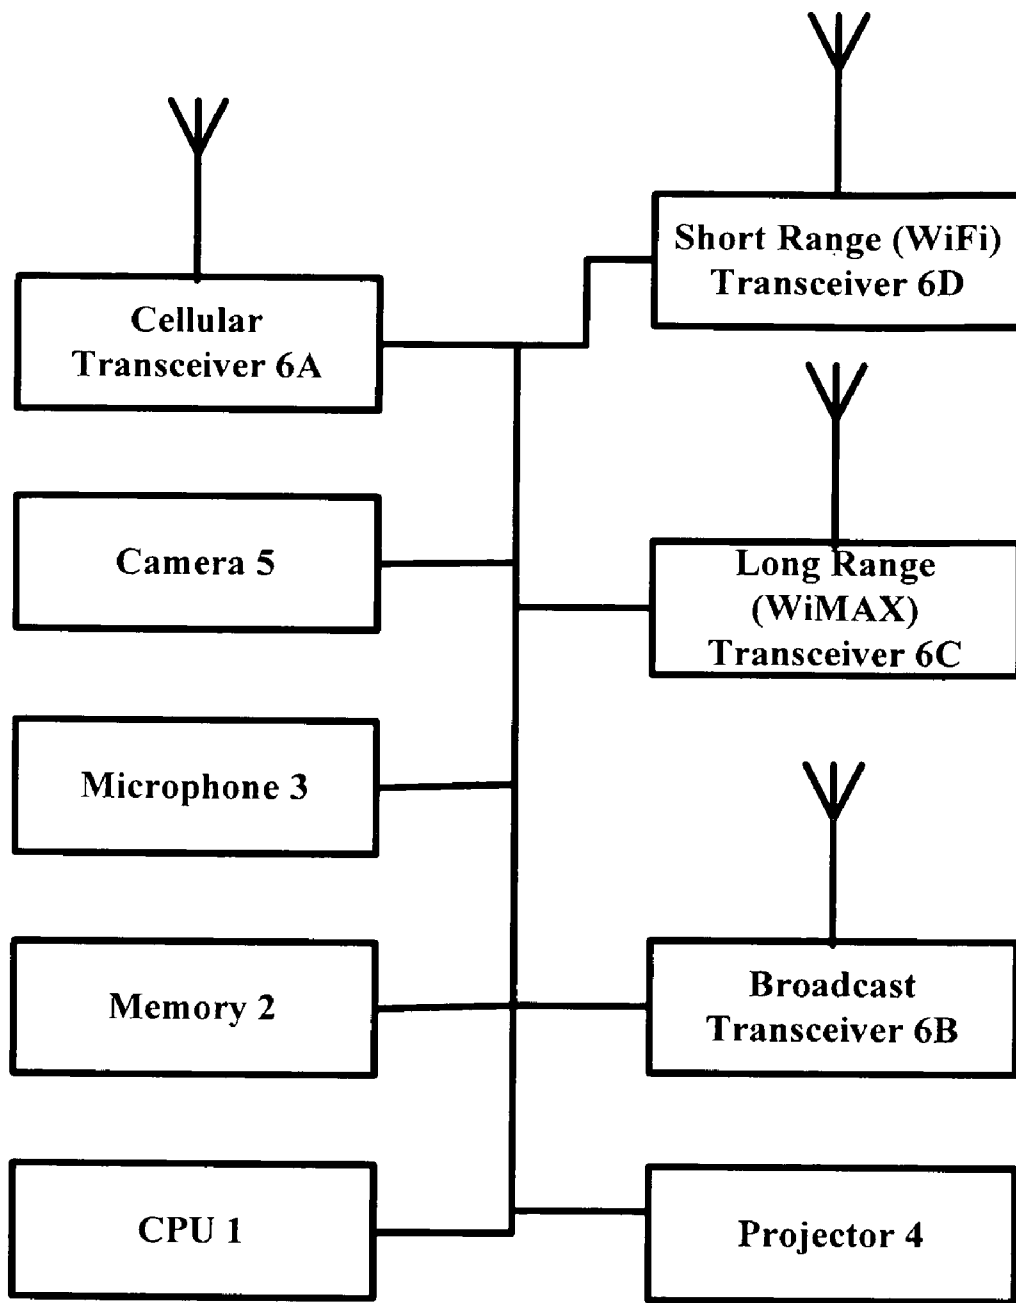 Short Range (WiFi)
Transceiver 6D
Cellular
Transceiver 6A
Camera 5
Long Range
(WiMAX)
Transceiver 6C
Microphone 3
Memory 2
Broadcast
Transceiver 6B
CPU 1
Projector 4